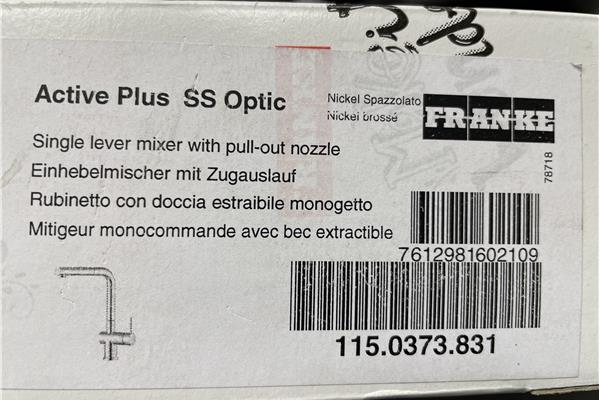 Active Plus SS Optic
Nickel Spazzolato
Nickel brossé
FRANKE
Single lever mixer with pull-out nozzle
Einhebelmischer mit Zugauslauf
Rubinetto con doccia estraibile monogetto
Mitigeur monocommande avec bec extractible
78718
7612981602109
115.0373.831